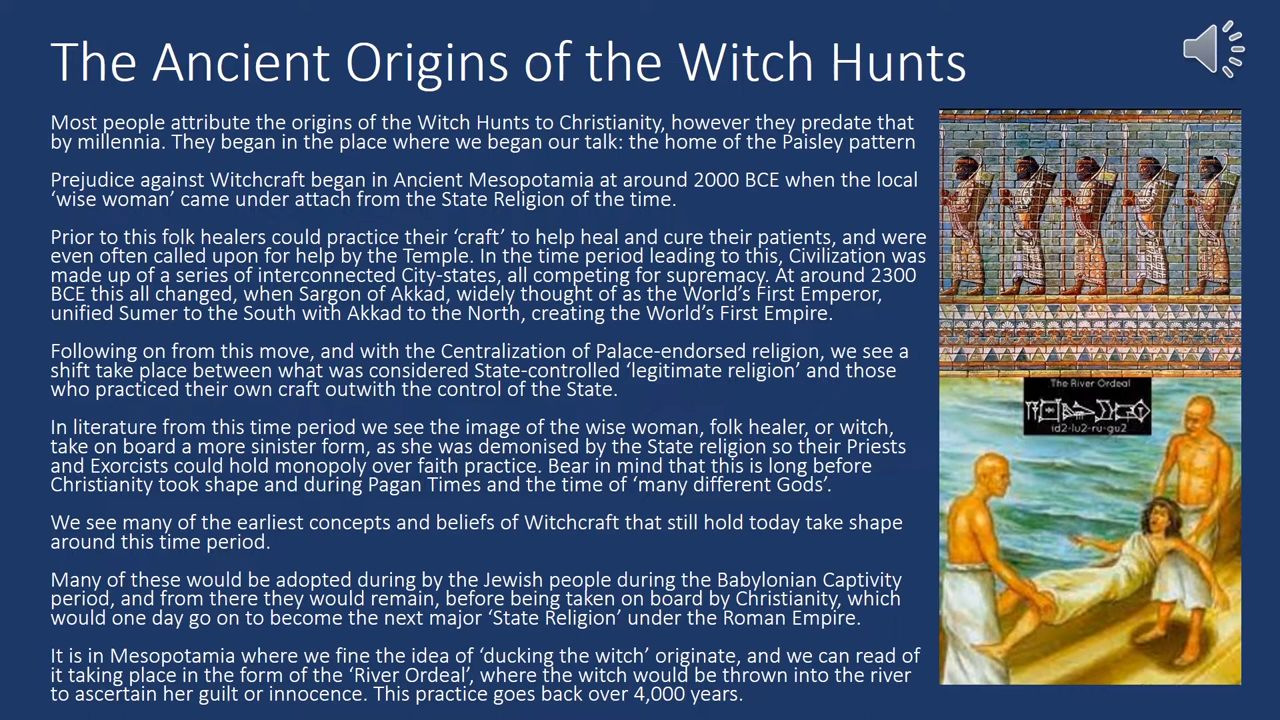 The Ancient Origins of the Witch Hunts
Most people attribute the origins of the Witch Hunts to Christianity, however they predate that
by millennia. They began in the place where we began our talk: the home of the Paisley pattern
Prejudice against Witchcraft began in Ancient Mesopotamia at around 2000 BCE when the local
‘wise woman’ came under attach from the State Religion of the time.
Prior to this folk healers could practice their ‘craft’ to help heal and cure their patients, and were
even often called upon for help by the Temple. In the time period leading to this, Civilization was
made up of a series of interconnected City-states, all competing for supremacy. At around 2300
BCE this all changed, when Sargon of Akkad, widely thought of as the World’s First Emperor,
unified Sumer to the South with Akkad to the North, creating the World’s First Empire.
Following on from this move, and with the Centralization of Palace-endorsed religion, we see a
shift take place between what was considered State-controlled ‘legitimate religion’ and those
who practiced their own craft outwith the control of the State.
In literature from this time period we see the image of the wise woman, folk healer, or witch,
take on board a more sinister form, as she was demonised by the State religion so their Priests
and Exorcists could hold monopoly over faith practice. Bear in mind that this is long before
Christianity took shape and during Pagan Times and the time of ‘many different Gods’.
We see many of the earliest concepts and beliefs of Witchcraft that still hold today take shape
around this time period.
Many of these would be adopted during by the Jewish people during the Babylonian Captivity
period, and from there they would remain, before being taken on board by Christianity, which
would one day go on to become the next major ‘State Religion’ under the Roman Empire.
It is in Mesopotamia where we fine the idea of ‘ducking the witch’ originate, and we can read of
it taking place in the form of the ‘River Ordeal’, where the witch would be thrown into the river
to ascertain her guilt or innocence. This practice goes back over 4,000 years.
The River Ordeal
id2-lu2-ru-gu2